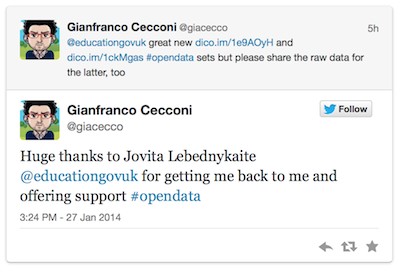 Gianfranco Cecconi @giacecco 5h
@educationgovuk great new dico.im/1e9AOyH and
dico.im/1ckMgas #opendata sets but please share the raw data for
the latter, too
Gianfranco Cecconi
Follow
@giacecco
Huge thanks to Jovita Lebednykaite
@educationgovuk for getting me back to me and
offering support #opendata
3:24 PM - 27 Jan 2014